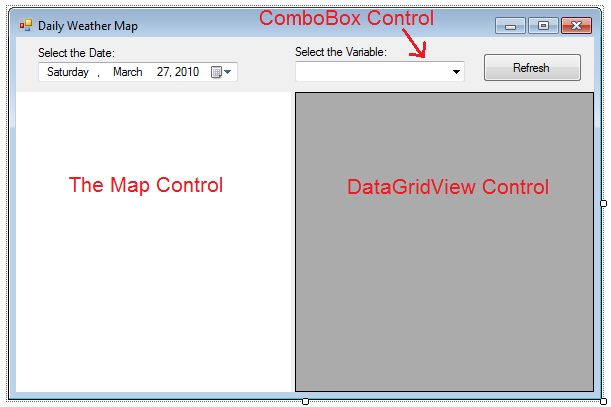 Daily Weather Map
ComboBox Control
Select the Date:
Select the Variable:
Saturday , March 27, 2010
Refresh
The Map Control
DataGridView Control